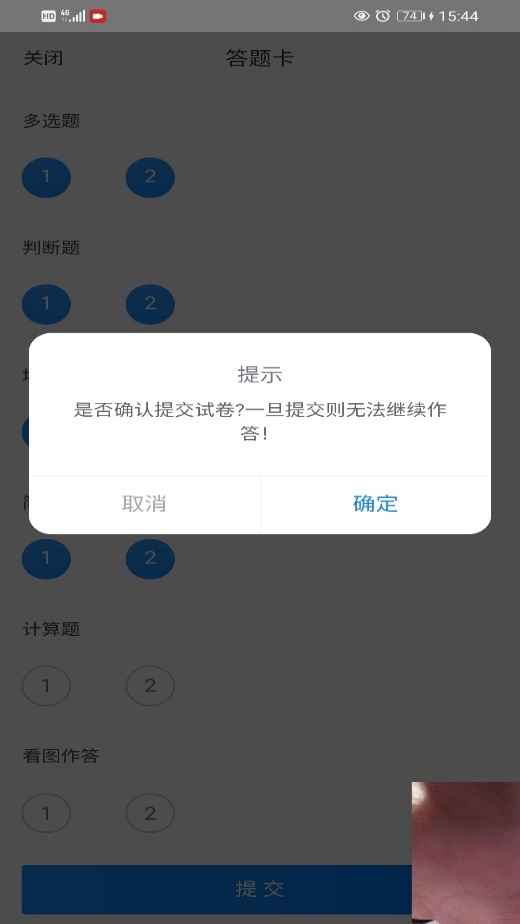 HD 4G 74 15:44
关闭 答题卡
多选题
1 2
判断题
1 2
提示
是否确认提交试卷?一旦提交则无法继续作
答!
取消 确定
1 2
计算题
1 2
看图作答
1 2
提交